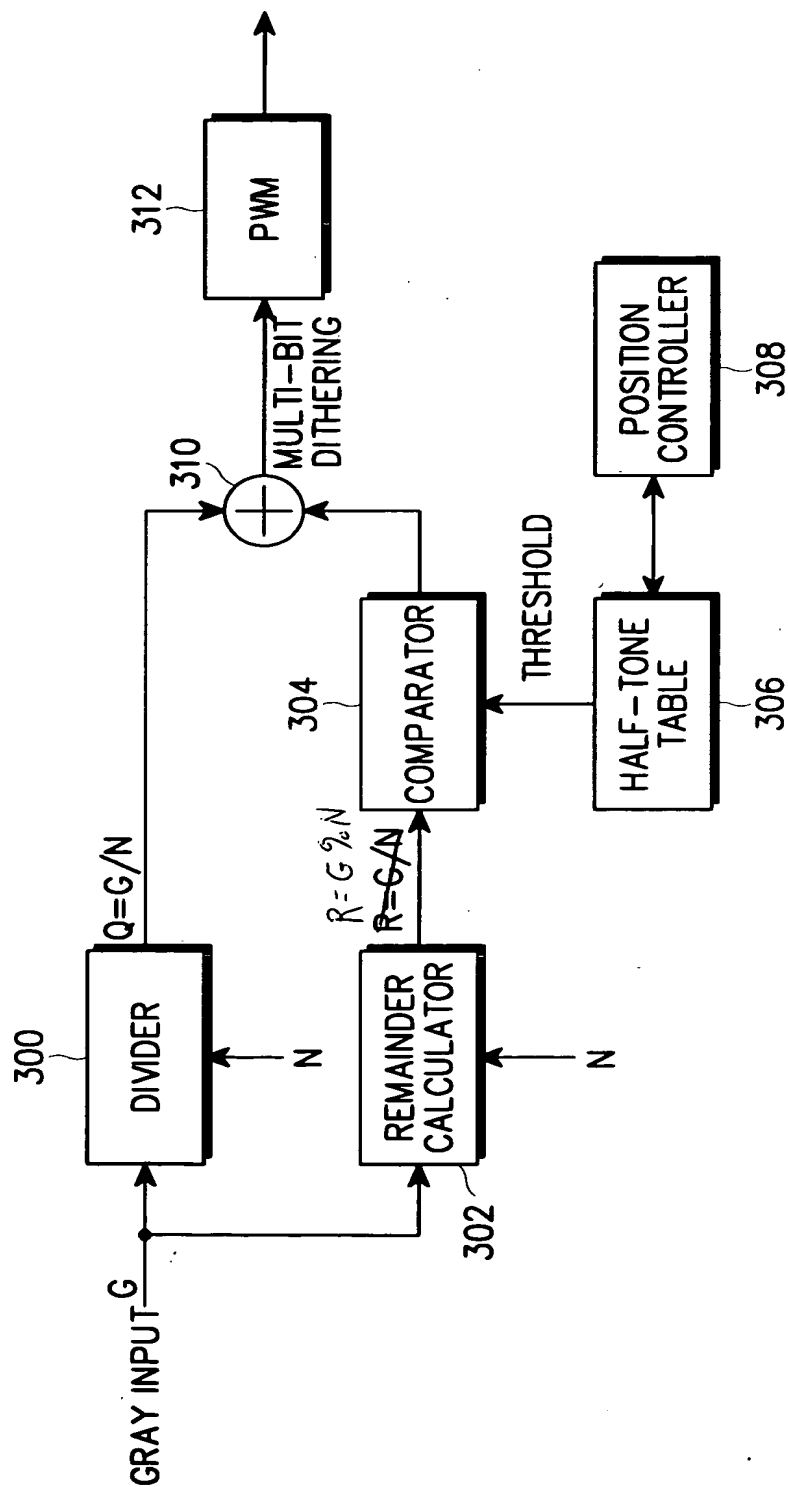 GRAY INPUT G
300
DIVIDER
N
Q=G/N
302
REMAINDER
CALCULATOR
N
R=G%N
R=G/N
304
COMPARATOR
THRESHOLD
HALF-TONE
TABLE
306
POSITION
CONTROLLER
308
310
MULTI-BIT
DITHERING
312
PWM